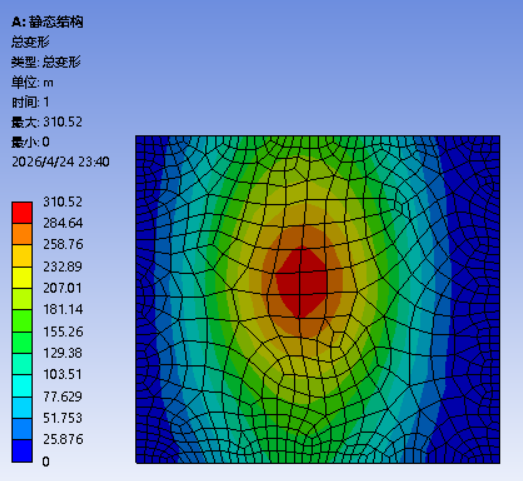 A: 静态结构
总变形
类型: 总变形
单位: m
时间: 1
最大: 310.52
最小: 0
2026/4/24 23:40
310.52
284.64
258.76
232.89
207.01
181.14
155.26
129.38
103.51
77.629
51.753
25.876
0